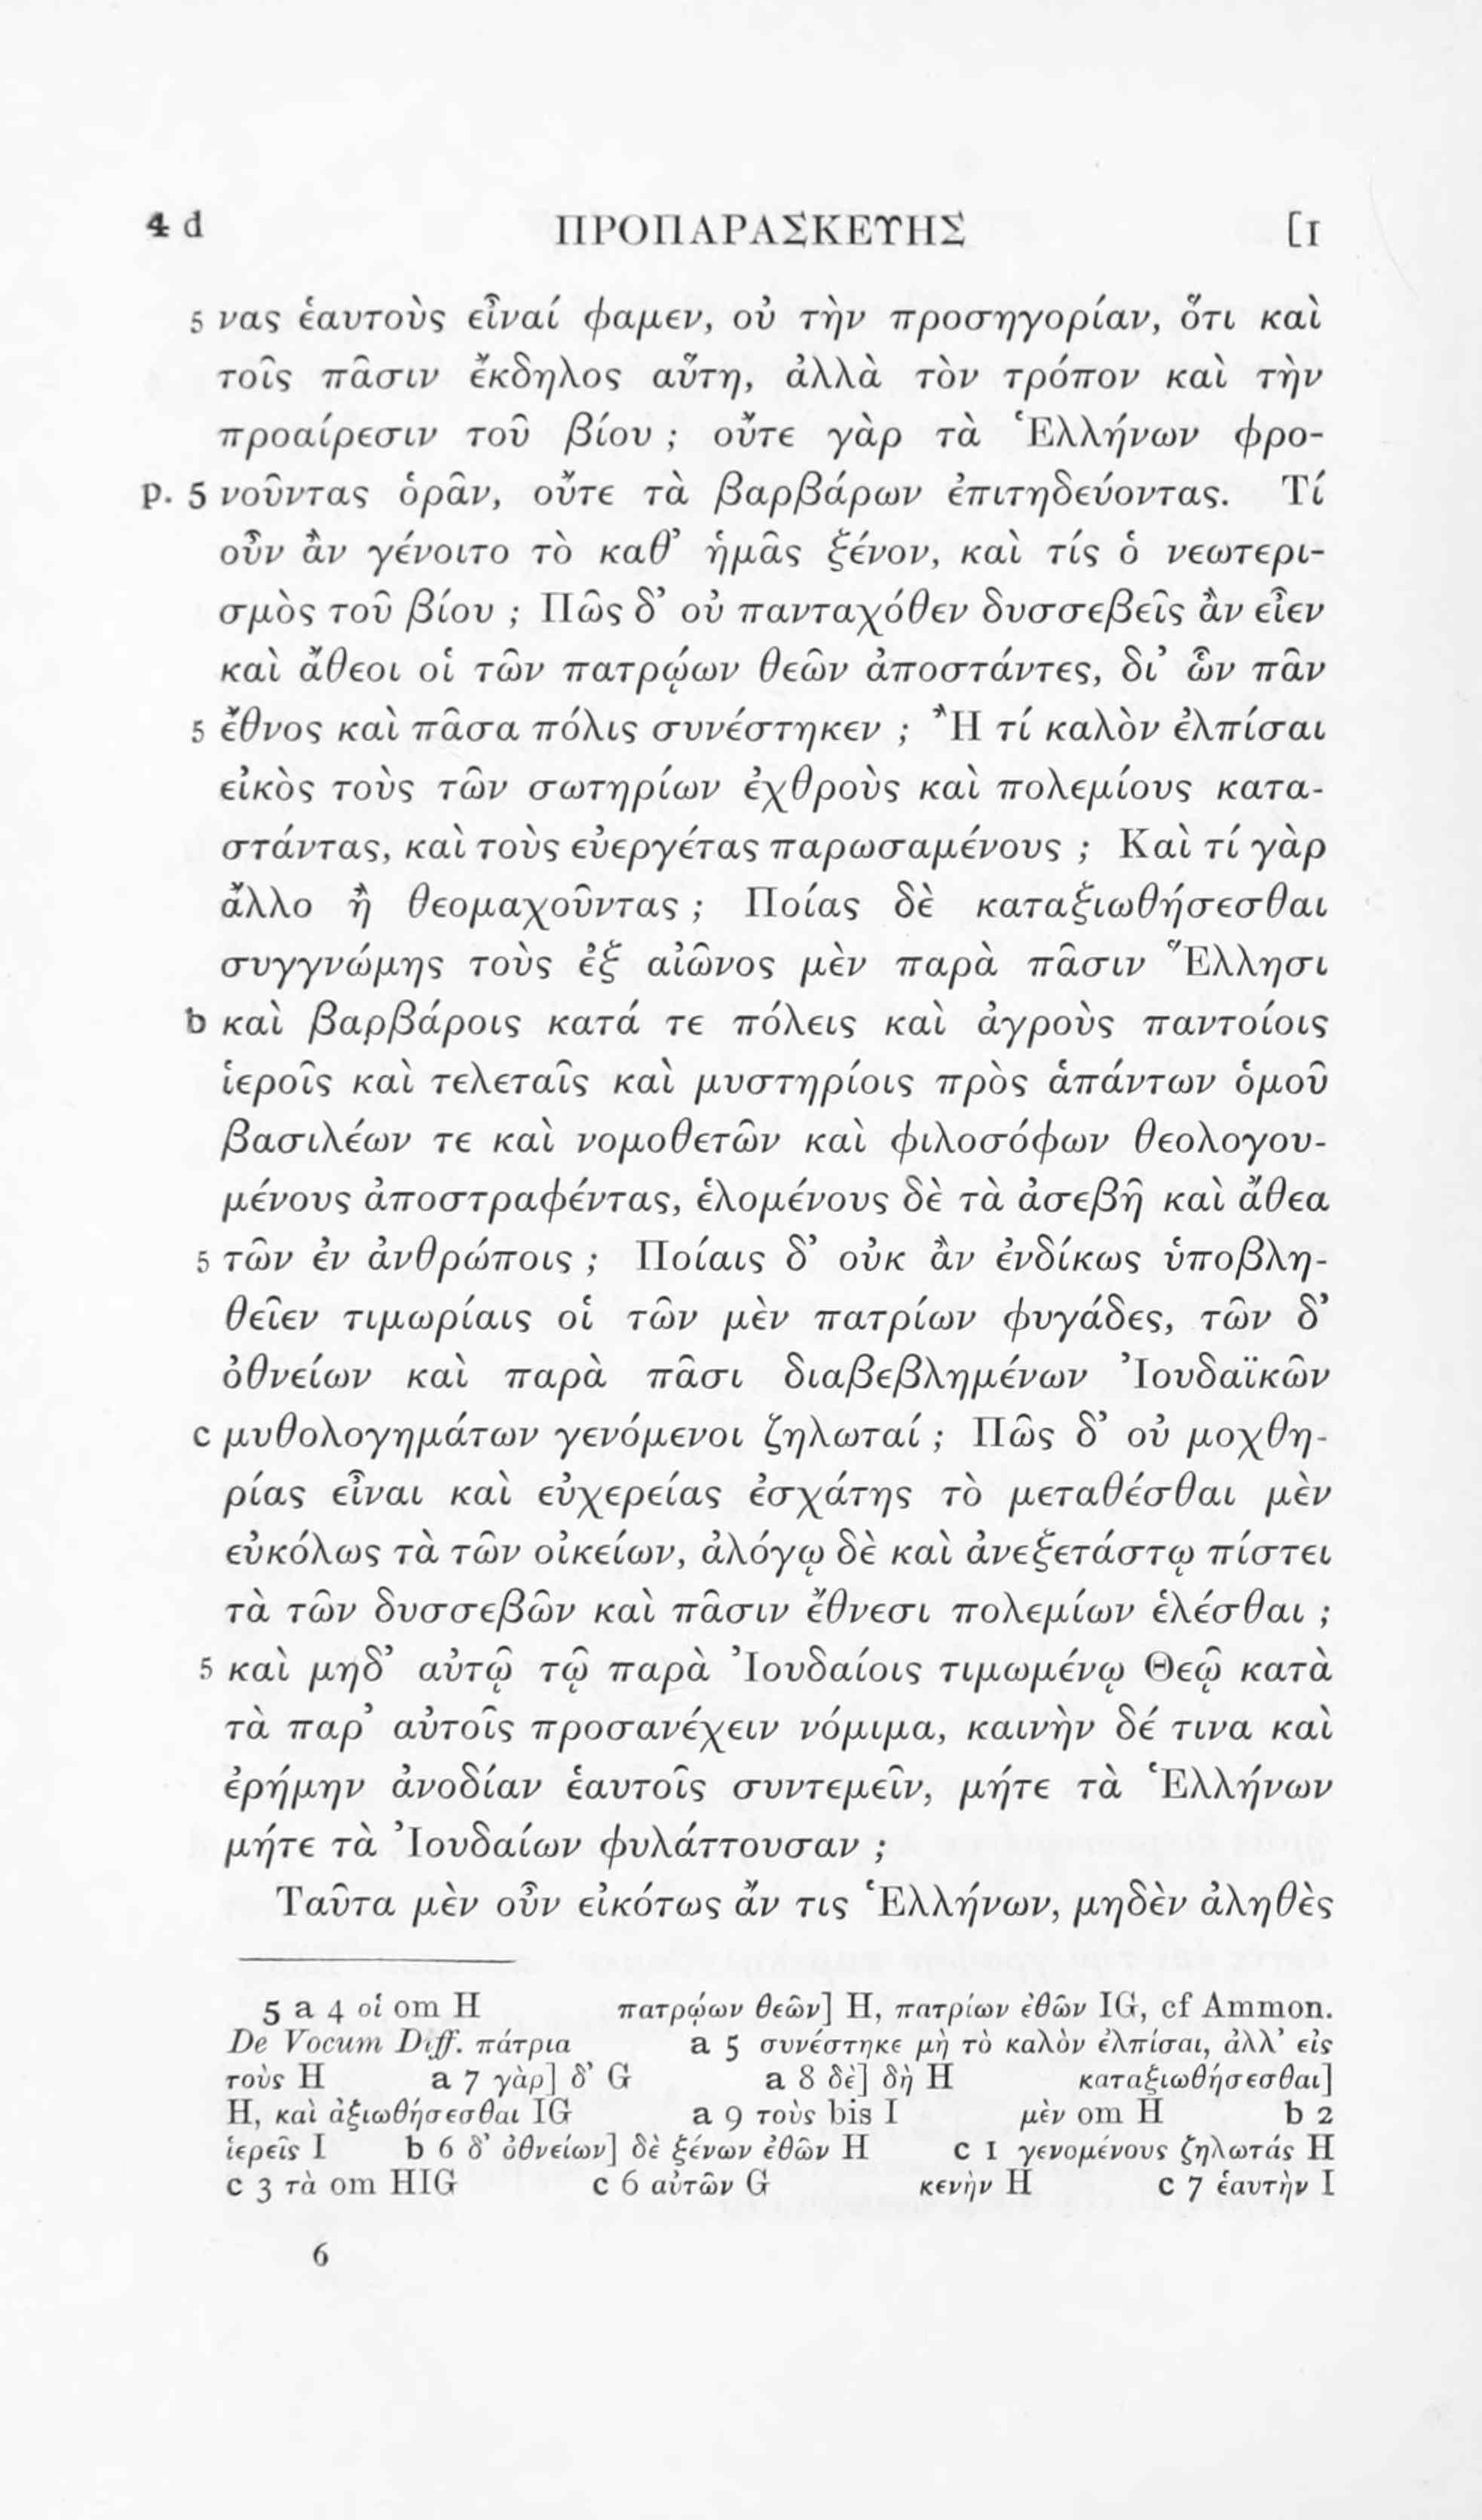 4 d ΠΡΟΠΑΡΑΣΚΕΥΗΣ [1
5 νας ἑαυτοὺς εἶναί φαμεν, οὐ τὴν προσηγορίαν, ὅτι καὶ
τοῖς πᾶσιν ἔκδηλος αὕτη, ἀλλὰ τὸν τρόπον καὶ τὴν
προαίρεσιν τοῦ βίου ; οὔτε γὰρ τὰ Ἑλλήνων φρο-
p. 5 νοῦντας ὁρᾶν, οὔτε τὰ βαρβάρων ἐπιτηδεύοντας. Τί
οὖν ἂν γένοιτο τὸ καθ’ ἡμᾶς ξένον, καὶ τίς ὁ νεωτερι-
σμὸς τοῦ βίου ; Πῶς δ’ οὐ πανταχόθεν δυσσεβεῖς ἂν εἶεν
καὶ ἄθεοι οἱ τῶν πατρῴων θεῶν ἀποστάντες, δι’ ὧν πᾶν
5 ἔθνος καὶ πᾶσα πόλις συνέστηκεν ; Ἢ τί καλὸν ἐλπίσαι
εἰκὸς τοὺς τῶν σωτηρίων ἐχθροὺς καὶ πολεμίους κατα-
στάντας, καὶ τοὺς εὐεργέτας παρωσαμένους ; Καὶ τί γὰρ
ἄλλο ἢ θεομαχοῦντας ; Ποίας δὲ καταξιωθήσεσθαι
συγγνώμης τοὺς ἐξ αἰῶνος μὲν παρὰ πᾶσιν Ἕλλησι
b καὶ βαρβάροις κατά τε πόλεις καὶ ἀγροὺς παντοίοις
ἱεροῖς καὶ τελεταῖς καὶ μυστηρίοις πρὸς ἁπάντων ὁμοῦ
βασιλέων τε καὶ νομοθετῶν καὶ φιλοσόφων θεολογου-
μένους ἀποστραφέντας, ἑλομένους δὲ τὰ ἀσεβῆ καὶ ἄθεα
5 τῶν ἐν ἀνθρώποις ; Ποίαις δ’ οὐκ ἂν ἐνδίκως ὑποβλη-
θεῖεν τιμωρίαις οἱ τῶν μὲν πατρίων φυγάδες, τῶν δ’
ὀθνείων καὶ παρὰ πᾶσι διαβεβλημένων Ἰουδαϊκῶν
c μυθολογημάτων γενόμενοι ζηλωταί ; Πῶς δ’ οὐ μοχθη-
ρίας εἶναι καὶ εὐχερείας ἐσχάτης τὸ μεταθέσθαι μὲν
εὐκόλως τὰ τῶν οἰκείων, ἀλόγῳ δὲ καὶ ἀνεξετάστῳ πίστει
τὰ τῶν δυσσεβῶν καὶ πᾶσιν ἔθνεσι πολεμίων ἑλέσθαι ;
5 καὶ μηδ’ αὐτῷ τῷ παρὰ Ἰουδαίοις τιμωμένῳ Θεῷ κατὰ
τὰ παρ’ αὐτοῖς προσανέχειν νόμιμα, καινὴν δέ τινα καὶ
ἐρήμην ἀνοδίαν ἑαυτοῖς συντεμεῖν, μήτε τὰ Ἑλλήνων
μήτε τὰ Ἰουδαίων φυλάττουσαν ;
Ταῦτα μὲν οὖν εἰκότως ἄν τις Ἑλλήνων, μηδὲν ἀληθὲς
5 a 4 οἱ om H πατρῴων θεῶν] H, πατρίων ἐθῶν IG, cf Ammon.
De Vocum Diff. πάτρια a 5 συνέστηκε μὴ τὸ καλὸν ἐλπίσαι, ἀλλ’ εἰς
τοὺς H a 7 γὰρ] δ’ G a 8 δὲ] δὴ H καταξιωθήσεσθαι]
H, καὶ ἀξιωθήσεσθαι IG a 9 τοὺς bis I μὲν om H b 2
ἱερεῖς I b 6 δ’ ὀθνείων] δὲ ξένων ἐθῶν H c 1 γενομένους ζηλωτάς H
c 3 τὰ om HIG c 6 αὐτῶν G κενὴν H c 7 ἑαυτὴν I
6